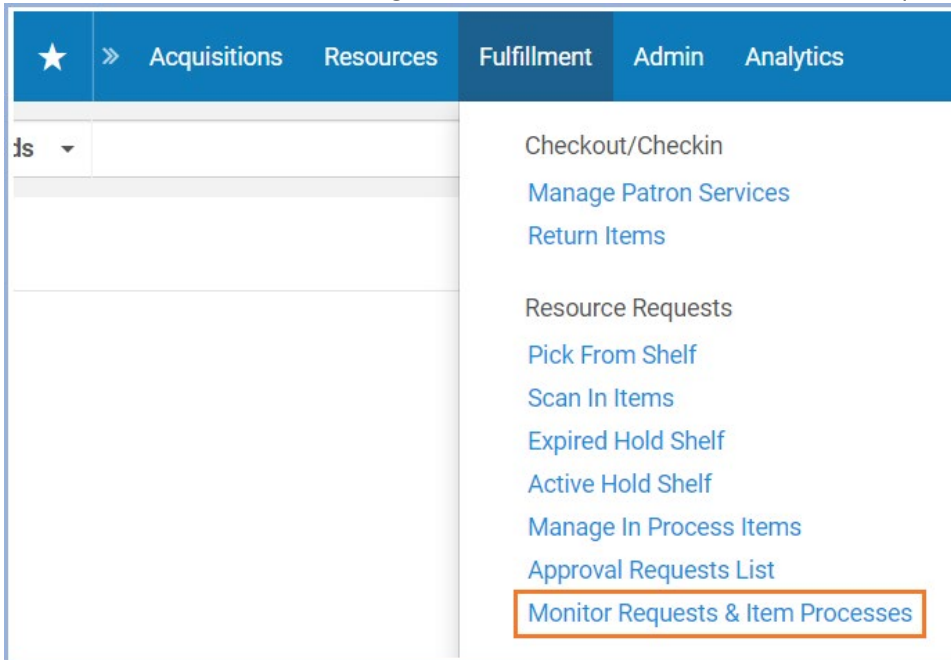 ★ » Acquisitions Resources Fulfillment Admin Analytics
ds
Checkout/Checkin
Manage Patron Services
Return Items
Resource Requests
Pick From Shelf
Scan In Items
Expired Hold Shelf
Active Hold Shelf
Manage In Process Items
Approval Requests List
Monitor Requests & Item Processes